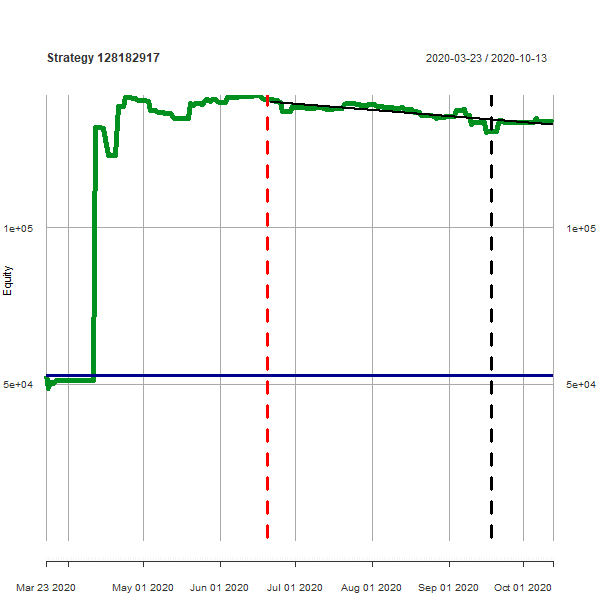 Strategy 128182917
2020-03-23 / 2020-10-13
1e+05
1e+05
Equity
5e+04
5e+04
Mar 23 2020
May 01 2020
Jun 01 2020
Jul 01 2020
Aug 01 2020
Sep 01 2020
Oct 01 2020